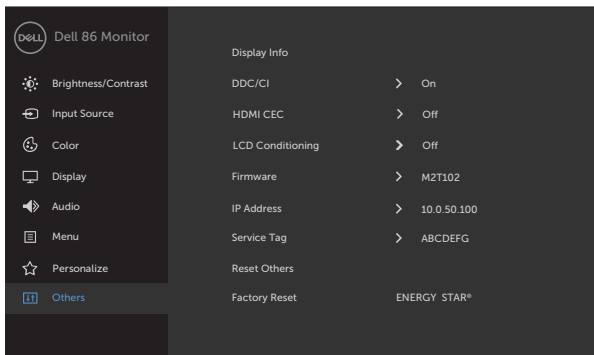 DELL Dell 86 Monitor
Display Info
Brightness/Contrast DDC/CI On
Input Source HDMI CEC Off
Color LCD Conditioning Off
Display Firmware M2T102
Audio IP Address 10.0.50.100
Menu Service Tag ABCDEFG
Personalize Reset Others
Others Factory Reset ENERGY STAR®